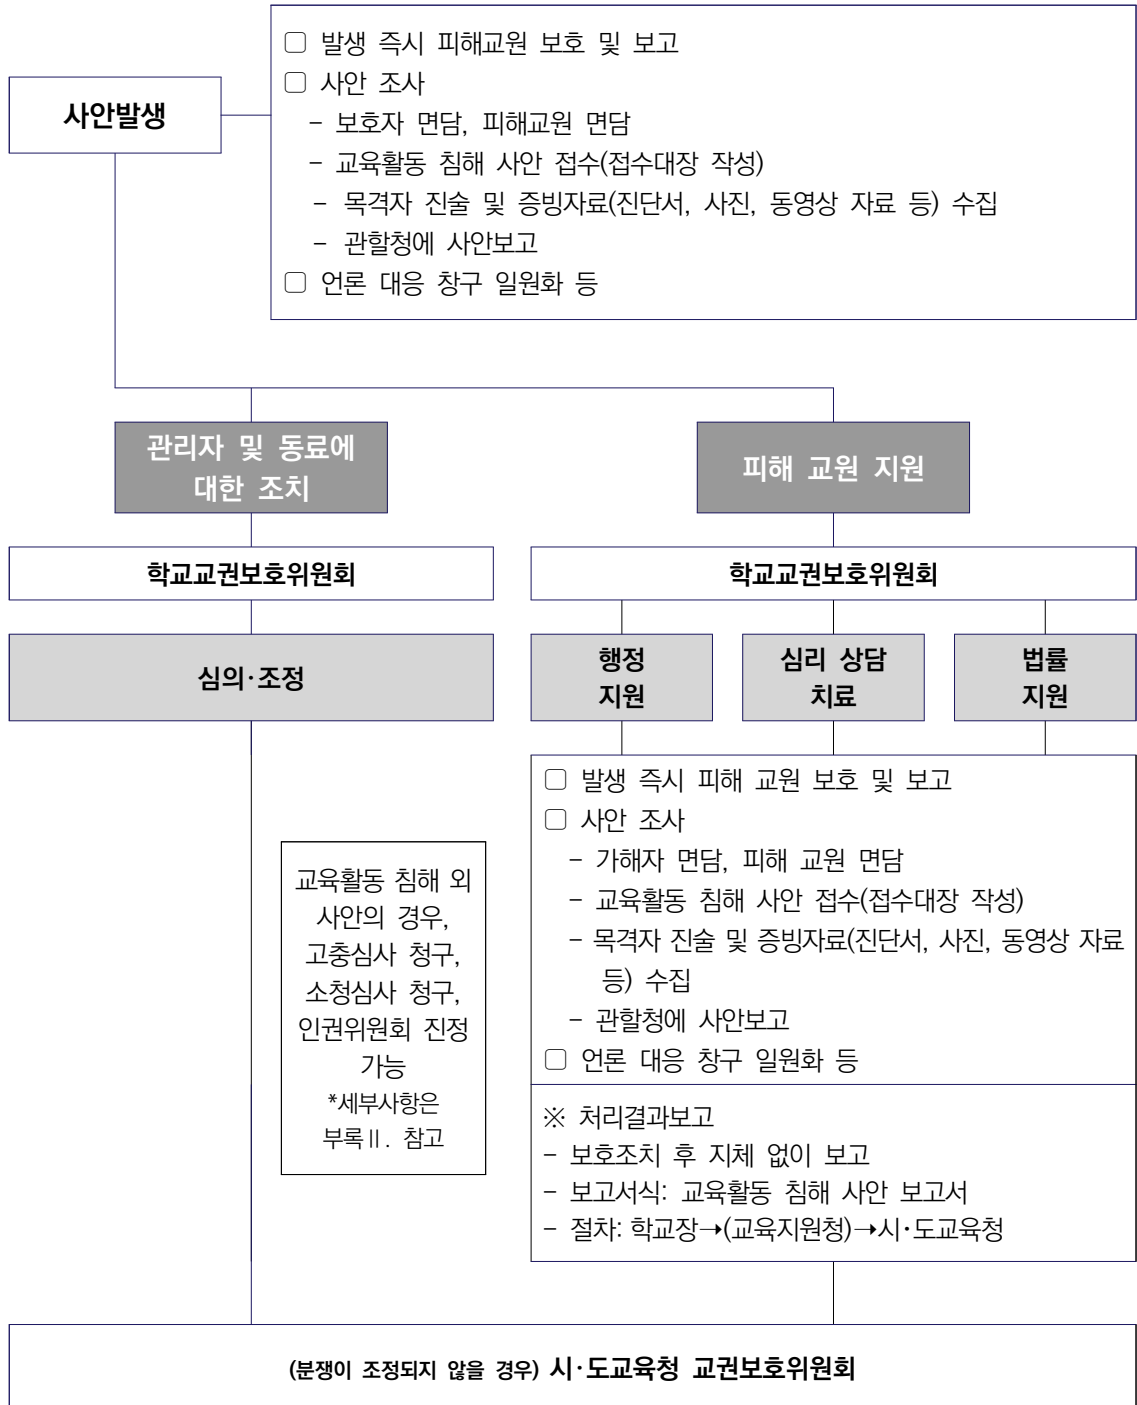 사안발생
▢ 발생 즉시 피해교원 보호 및 보고
▢ 사안 조사
- 보호자 면담, 피해교원 면담
- 교육활동 침해 사안 접수(접수대장 작성)
- 목격자 진술 및 증빙자료(진단서, 사진, 동영상 자료 등) 수집
- 관할청에 사안보고
▢ 언론 대응 창구 일원화 등
관리자 및 동료에
대한 조치
피해 교원 지원
학교교권보호위원회
학교교권보호위원회
심의·조정
행정
지원
심리 상담
치료
법률
지원
교육활동 침해 외
사안의 경우,
고충심사 청구,
소청심사 청구,
인권위원회 진정
가능
*세부사항은
부록Ⅱ. 참고
▢ 발생 즉시 피해 교원 보호 및 보고
▢ 사안 조사
- 가해자 면담, 피해 교원 면담
- 교육활동 침해 사안 접수(접수대장 작성)
- 목격자 진술 및 증빙자료(진단서, 사진, 동영상 자료
등) 수집
- 관할청에 사안보고
▢ 언론 대응 창구 일원화 등
※ 처리결과보고
- 보호조치 후 지체 없이 보고
- 보고서식: 교육활동 침해 사안 보고서
- 절차: 학교장→(교육지원청)→시·도교육청
(분쟁이 조정되지 않을 경우) 시·도교육청 교권보호위원회